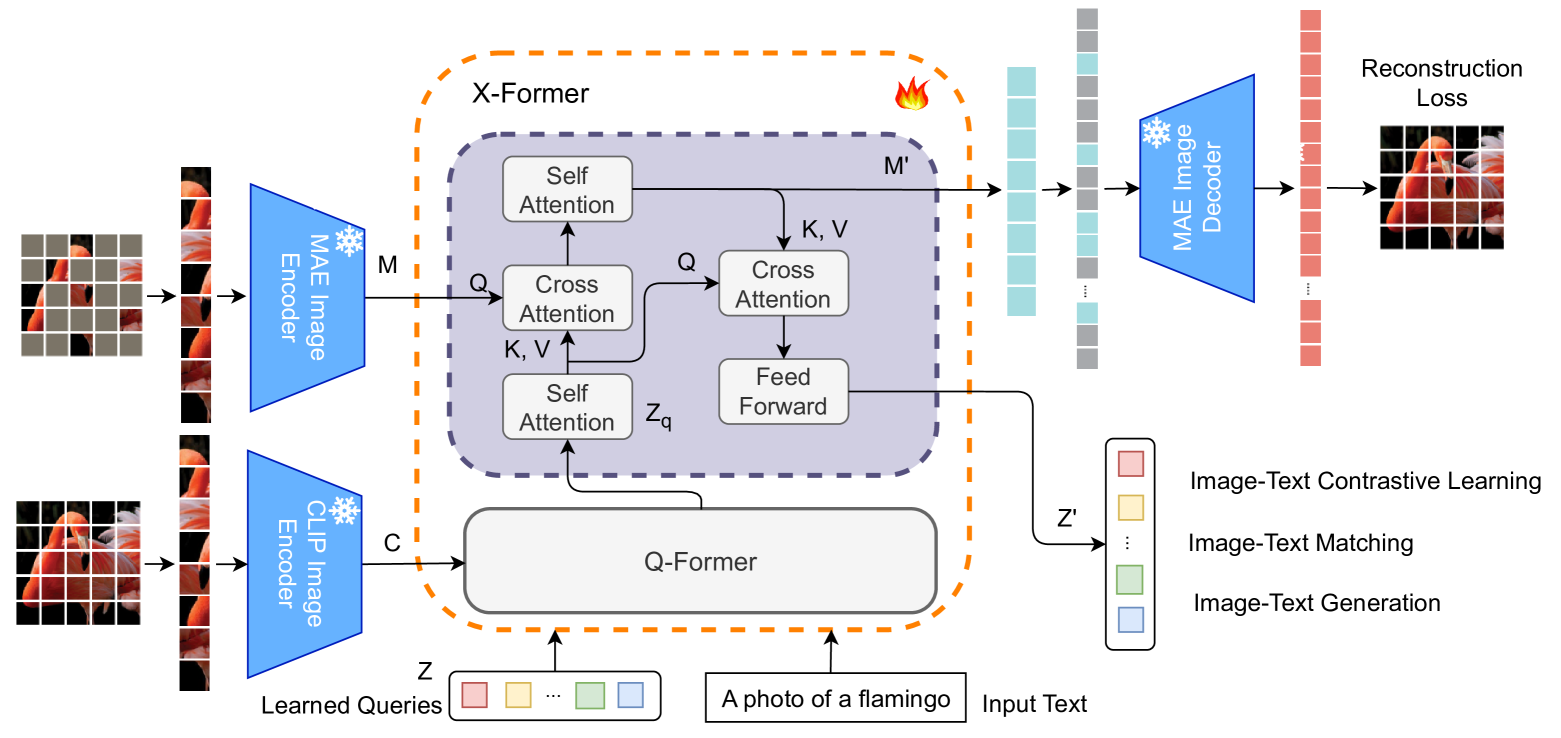 X-Former
Reconstruction
Loss
Self
Attention
M'
MAE Image
Decoder
K, V
MAE Image
Encoder
M
Q
Cross
Attention
Q
Cross
Attention
K, V
Self
Attention
Zq
Feed
Forward
CLIP Image
Encoder
C
Q-Former
Z'
Image-Text Contrastive Learning
...
Image-Text Matching
Image-Text Generation
Z
Learned Queries
...
A photo of a flamingo
Input Text